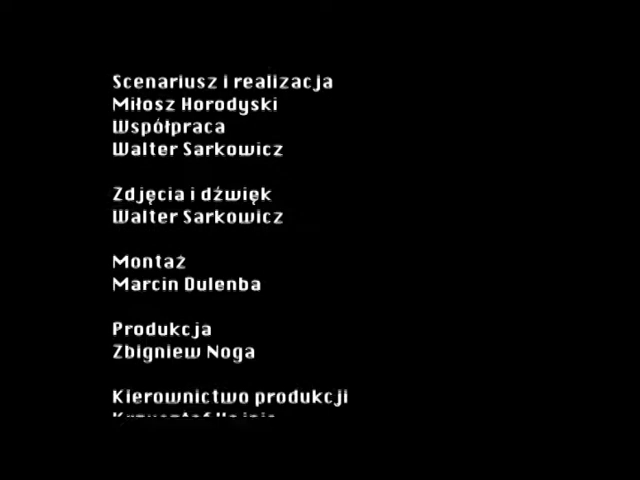 Scenariusz i realizacja
Miłosz Horodyski
Współpraca
Walter Sarkowicz
Zdjęcia i dźwięk
Walter Sarkowicz
Montaż
Marcin Dulenba
Produkcja
Zbigniew Noga
Kierownictwo produkcji